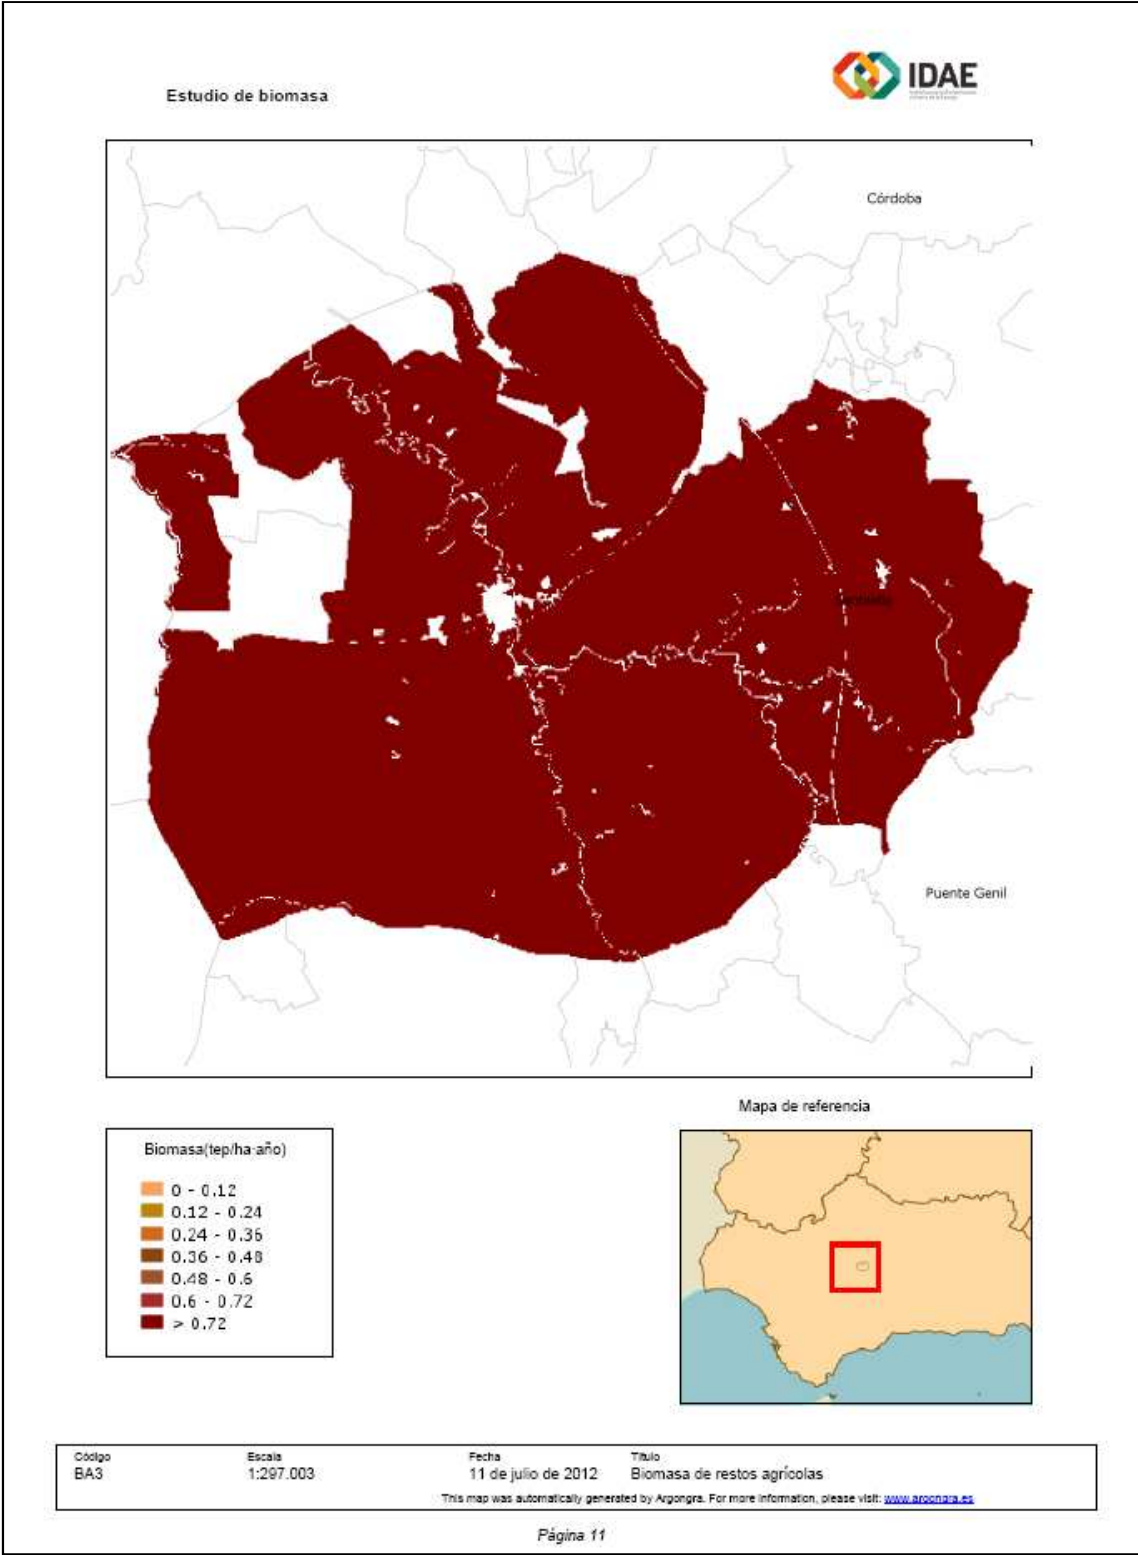 Estudio de biomasa
IDAE
Córdoba
Puente Genil
Mapa de referencia
Biomasa(tep/ha·año)
0 - 0.12
0.12 - 0.24
0.24 - 0.36
0.36 - 0.48
0.48 - 0.6
0.6 - 0.72
> 0.72
Código Escala Fecha Título
BA3 1:297.003 11 de julio de 2012 Biomasa de restos agrícolas
This map was automatically generated by Argongra. For more information, please visit: www.argongra.es
Página 11